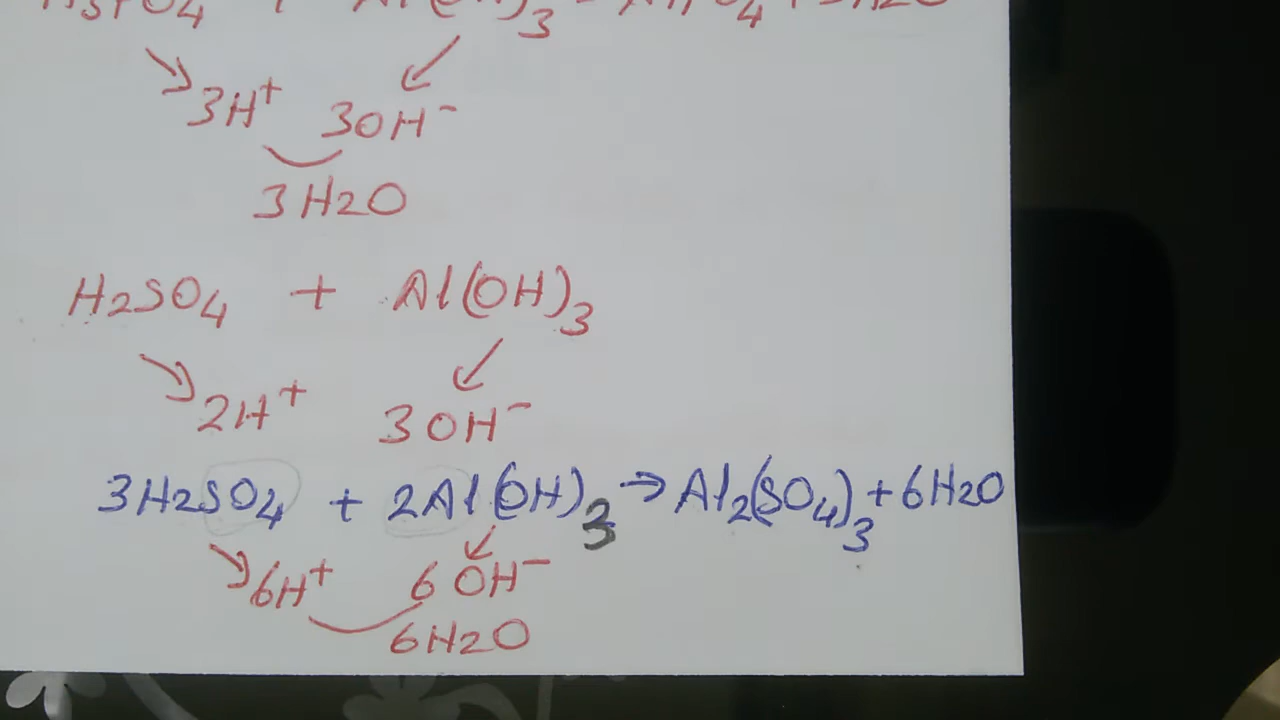 3H+ 3OH-
3H2O
H2SO4 + Al(OH)3
2H+ 3OH-
3H2SO4 + 2Al(OH)3 → Al2(SO4)3 + 6H2O
6H+ 6OH-
6H2O